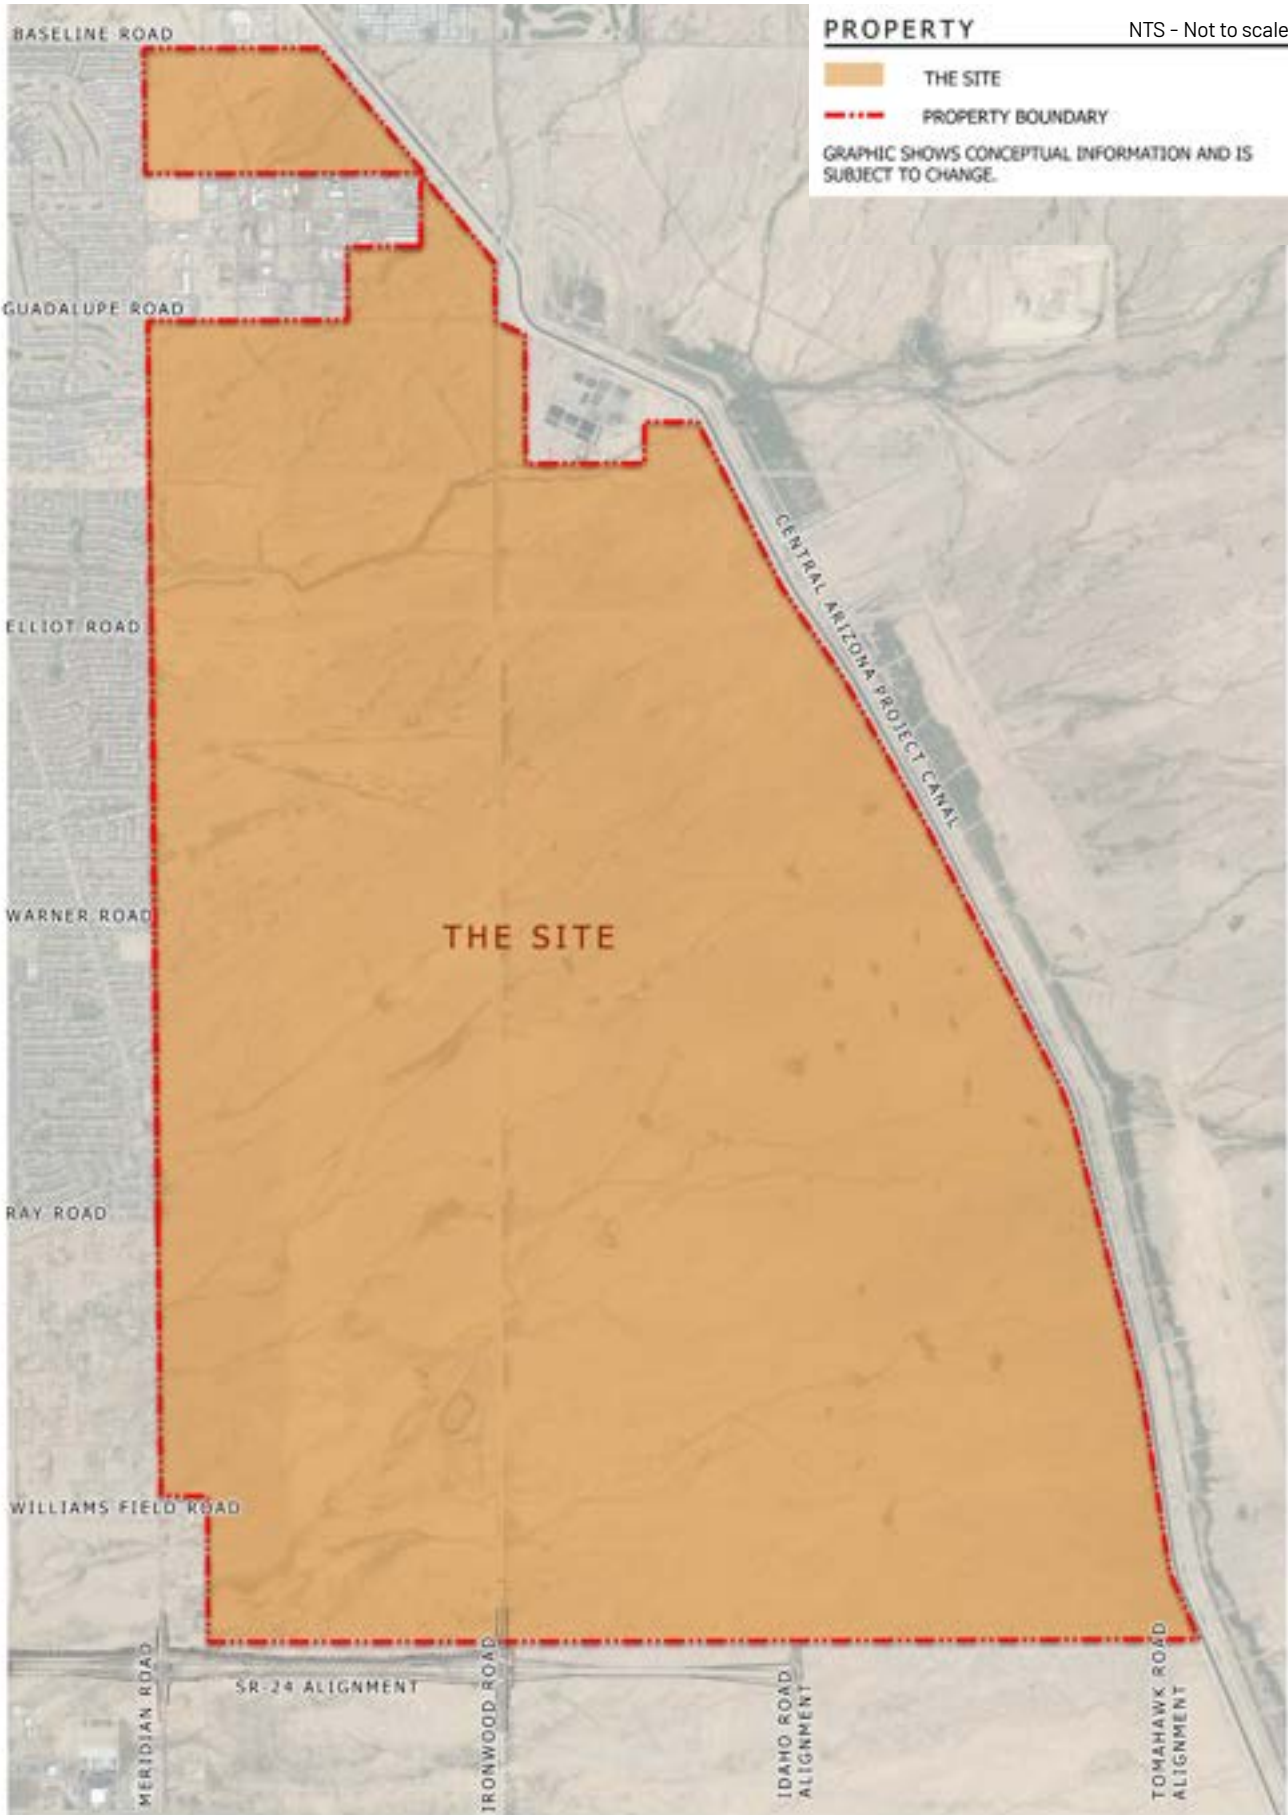 BASELINE ROAD
PROPERTY
NTS - Not to scale
THE SITE
PROPERTY BOUNDARY
GRAPHIC SHOWS CONCEPTUAL INFORMATION AND IS
SUBJECT TO CHANGE.
GUADALUPE ROAD
CENTRAL ARIZONA PROJECT CANAL
ELLIOT ROAD
WARNER ROAD
THE SITE
RAY ROAD
WILLIAMS FIELD ROAD
SR-24 ALIGNMENT
MERIDIAN ROAD
IRONWOOD ROAD
IDAHO ROAD
ALIGNMENT
TOMAHAWK ROAD
ALIGNMENT